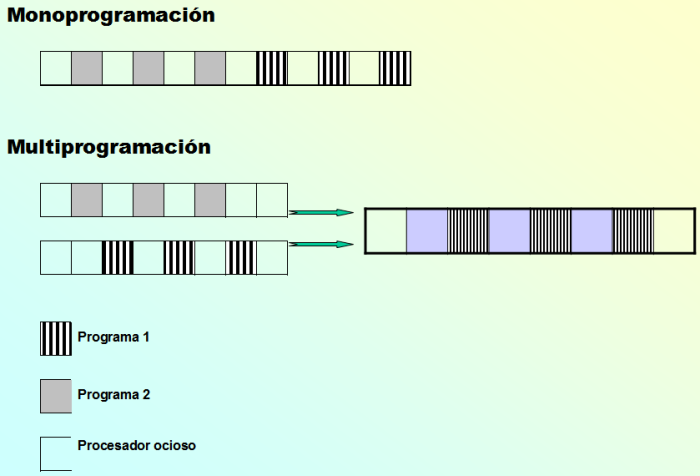 Monoprogramación
Multiprogramación
Programa 1
Programa 2
Procesador ocioso